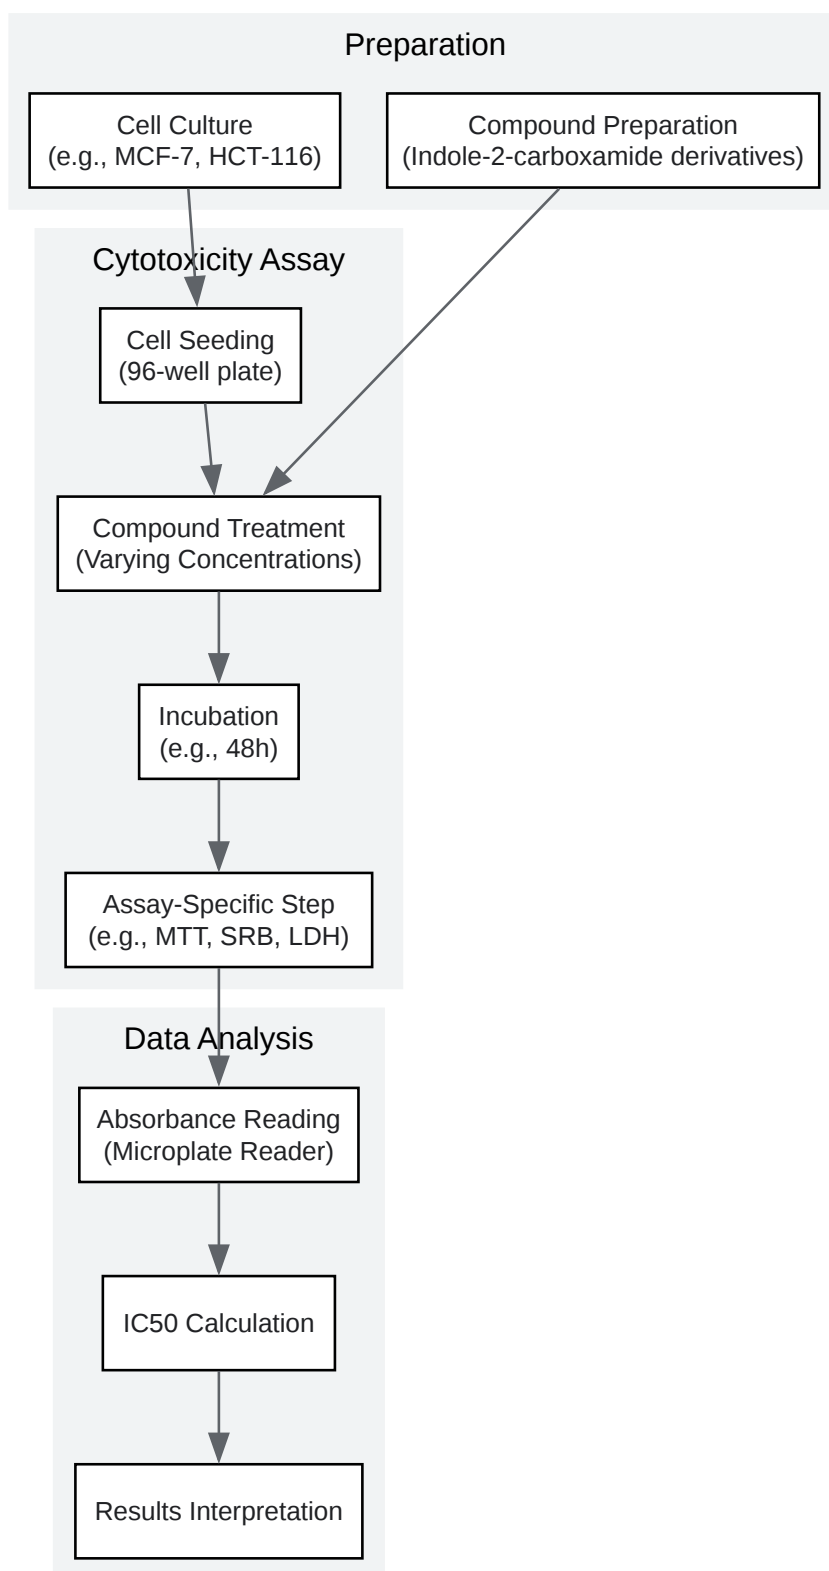 Preparation
Cell Culture
(e.g., MCF-7, HCT-116)
Compound Preparation
(Indole-2-carboxamide derivatives)
Cytotoxicity Assay
Cell Seeding
(96-well plate)
Compound Treatment
(Varying Concentrations)
Incubation
(e.g., 48h)
Assay-Specific Step
(e.g., MTT, SRB, LDH)
Data Analysis
Absorbance Reading
(Microplate Reader)
IC50 Calculation
Results Interpretation